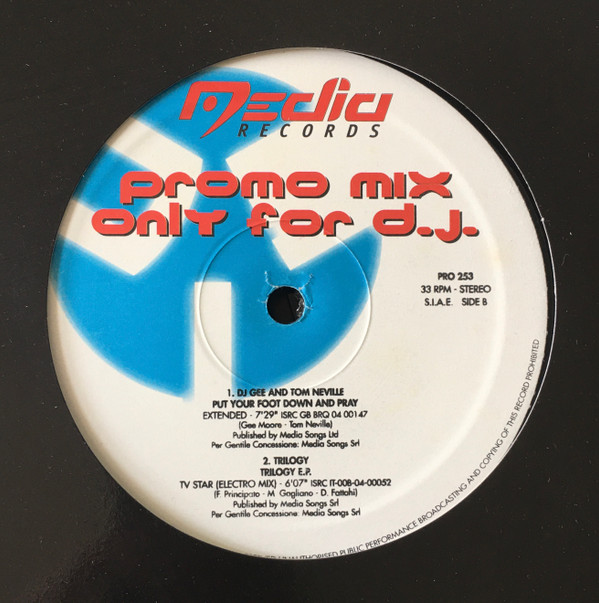 Media
RECORDS
promo mix
only for d.j.
PRO 253
33 RPM - STEREO
S.I.A.E. SIDE B
1. DJ GEE AND TOM NEVILLE
PUT YOUR FOOT DOWN AND PRAY
EXTENDED - 7'29" ISRC GB BRQ 04 00147
(Gee Moore - Tom Neville)
Published by Media Songs Ltd
Per Gentile Concessione: Media Songs Srl
2. TRILOGY
TRILOGY E.P.
TV STAR (ELECTRO MIX) - 6'07" ISRC IT-00B-04-00052
(F. Principato - M. Gagliano - D. Fattahi)
Published by Media Songs Srl
Per Gentile Concessione: Media Songs Srl
UNAUTHORISED PUBLIC PERFORMANCE BROADCASTING AND COPYING OF THIS RECORD PROHIBITED